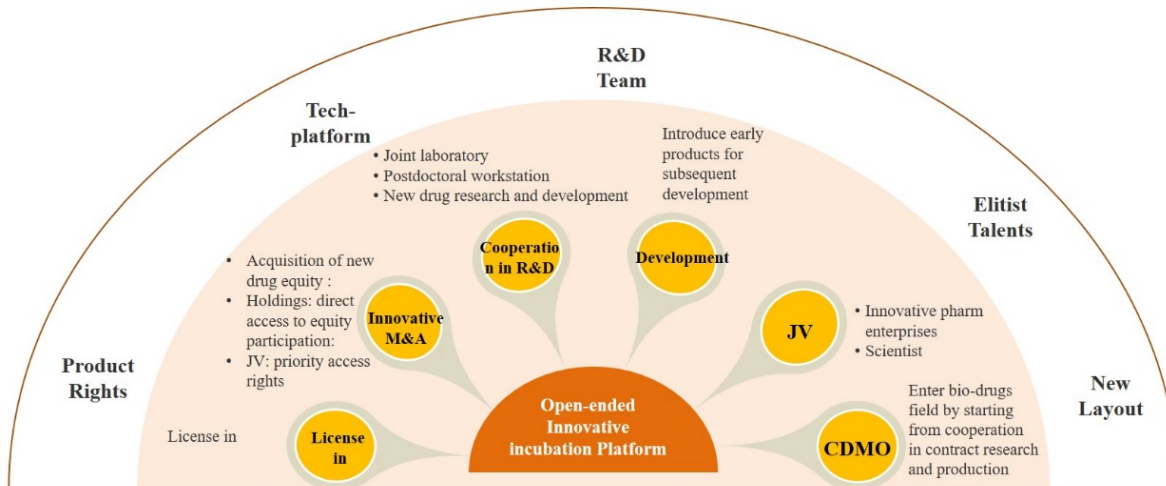 R&D
Team
Tech-
platform
Elitist
Talents
Product
Rights
New
Layout
• Joint laboratory
• Postdoctoral workstation
• New drug research and development
Introduce early
products for
subsequent
development
• Acquisition of new
drug equity :
• Holdings: direct
access to equity
participation:
• JV: priority access
rights
• Innovative pharm
enterprises
• Scientist
License in
Enter bio-drugs
field by starting
from cooperation
in contract research
and production
License
in
Innovative
M&A
Cooperatio
n in R&D
Development
JV
CDMO
Open-ended
Innovative
incubation Platform